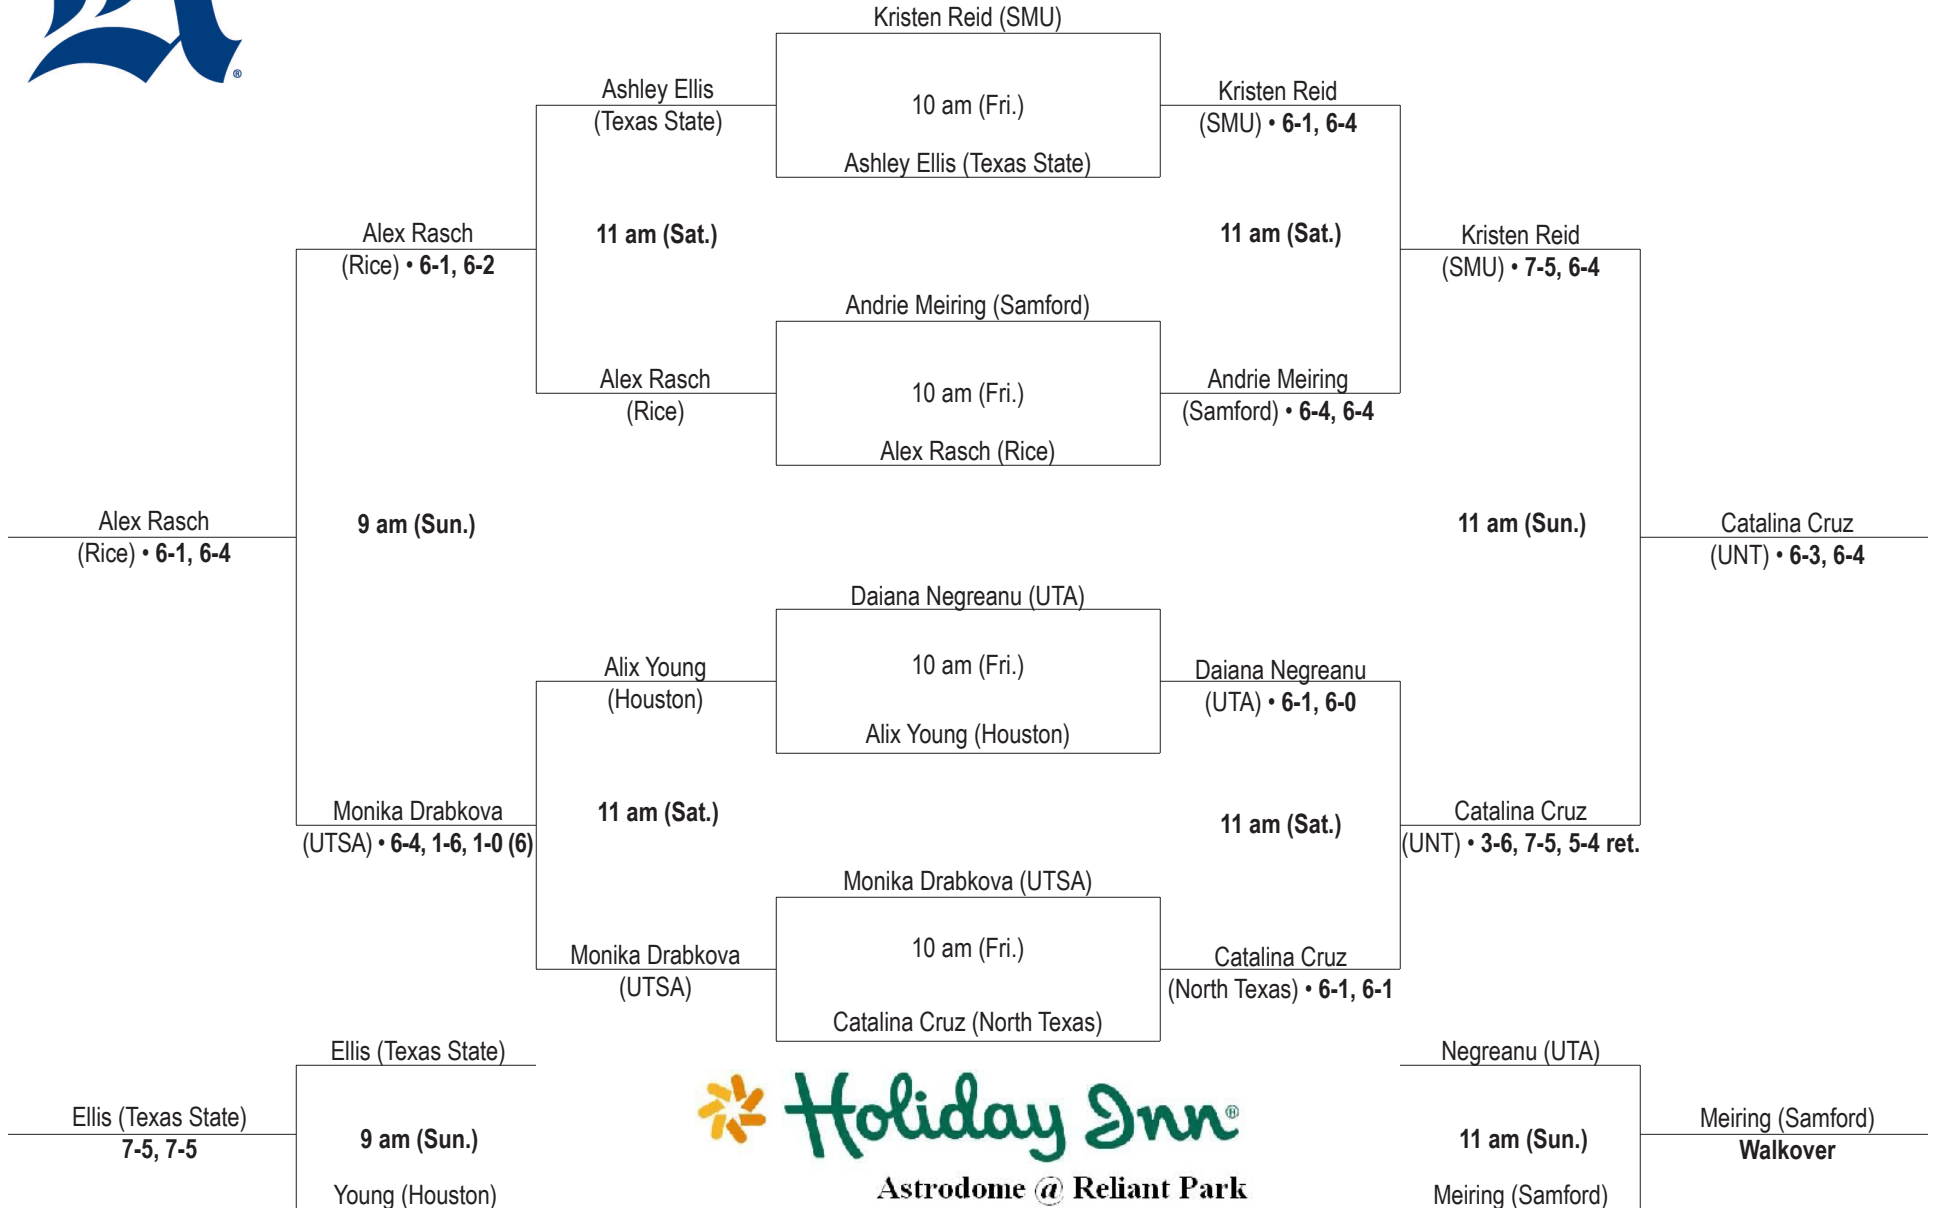 Kristen Reid (SMU)
Ashley Ellis
(Texas State)
10 am (Fri.)
Kristen Reid
(SMU) • 6-1, 6-4
Ashley Ellis (Texas State)
Alex Rasch
(Rice) • 6-1, 6-2
11 am (Sat.)
11 am (Sat.)
Kristen Reid
(SMU) • 7-5, 6-4
Andrie Meiring (Samford)
Alex Rasch
(Rice)
10 am (Fri.)
Andrie Meiring
(Samford) • 6-4, 6-4
Alex Rasch (Rice)
Alex Rasch
(Rice) • 6-1, 6-4
9 am (Sun.)
11 am (Sun.)
Catalina Cruz
(UNT) • 6-3, 6-4
Daiana Negreanu (UTA)
Alix Young
(Houston)
10 am (Fri.)
Daiana Negreanu
(UTA) • 6-1, 6-0
Alix Young (Houston)
Monika Drabkova
(UTSA) • 6-4, 1-6, 1-0 (6)
11 am (Sat.)
11 am (Sat.)
Catalina Cruz
(UNT) • 3-6, 7-5, 5-4 ret.
Monika Drabkova (UTSA)
Monika Drabkova
(UTSA)
10 am (Fri.)
Catalina Cruz
(North Texas) • 6-1, 6-1
Catalina Cruz (North Texas)
Ellis (Texas State)
Negreanu (UTA)
Ellis (Texas State)
7-5, 7-5
9 am (Sun.)
Holiday Inn®
11 am (Sun.)
Meiring (Samford)
Walkover
Young (Houston)
Astrodome @ Reliant Park
Meiring (Samford)